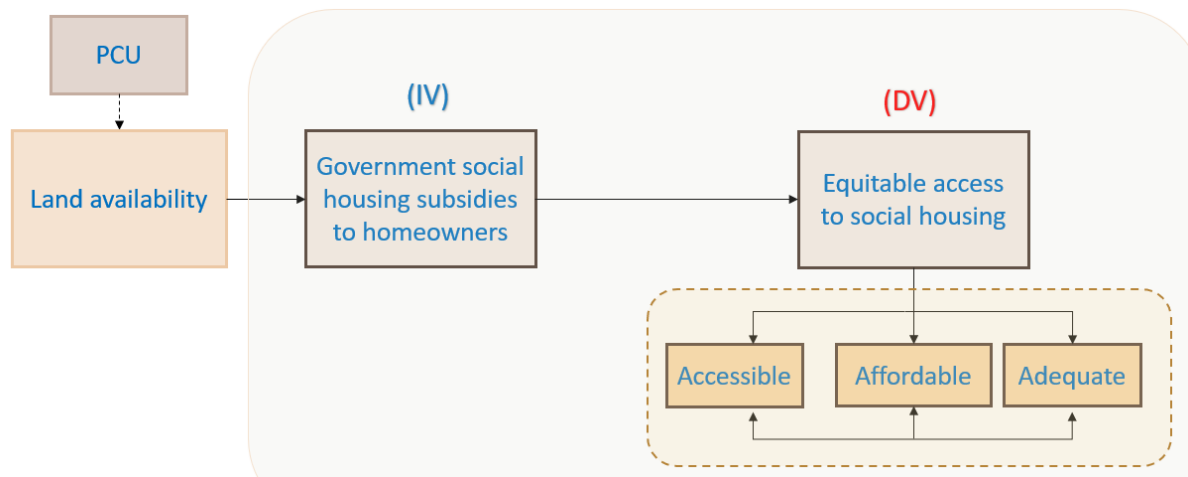 PCU
(IV)
(DV)
Land availability
Government social
housing subsidies
to homeowners
Equitable access
to social housing
Accessible
Affordable
Adequate